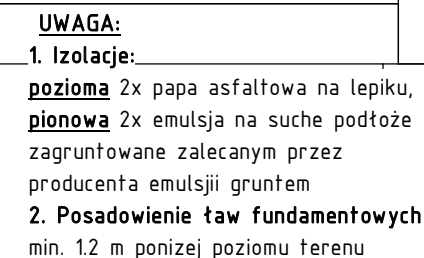 UWAGA:
1. Izolacje:
pozioma 2x papa asfaltowa na lepiku,
pionowa 2x emulsja na suche podłoże
zagruntowane zalecanym przez
producenta emulsjii gruntem
2. Posadowienie ław fundamentowych
min. 1.2 m ponizej poziomu terenu